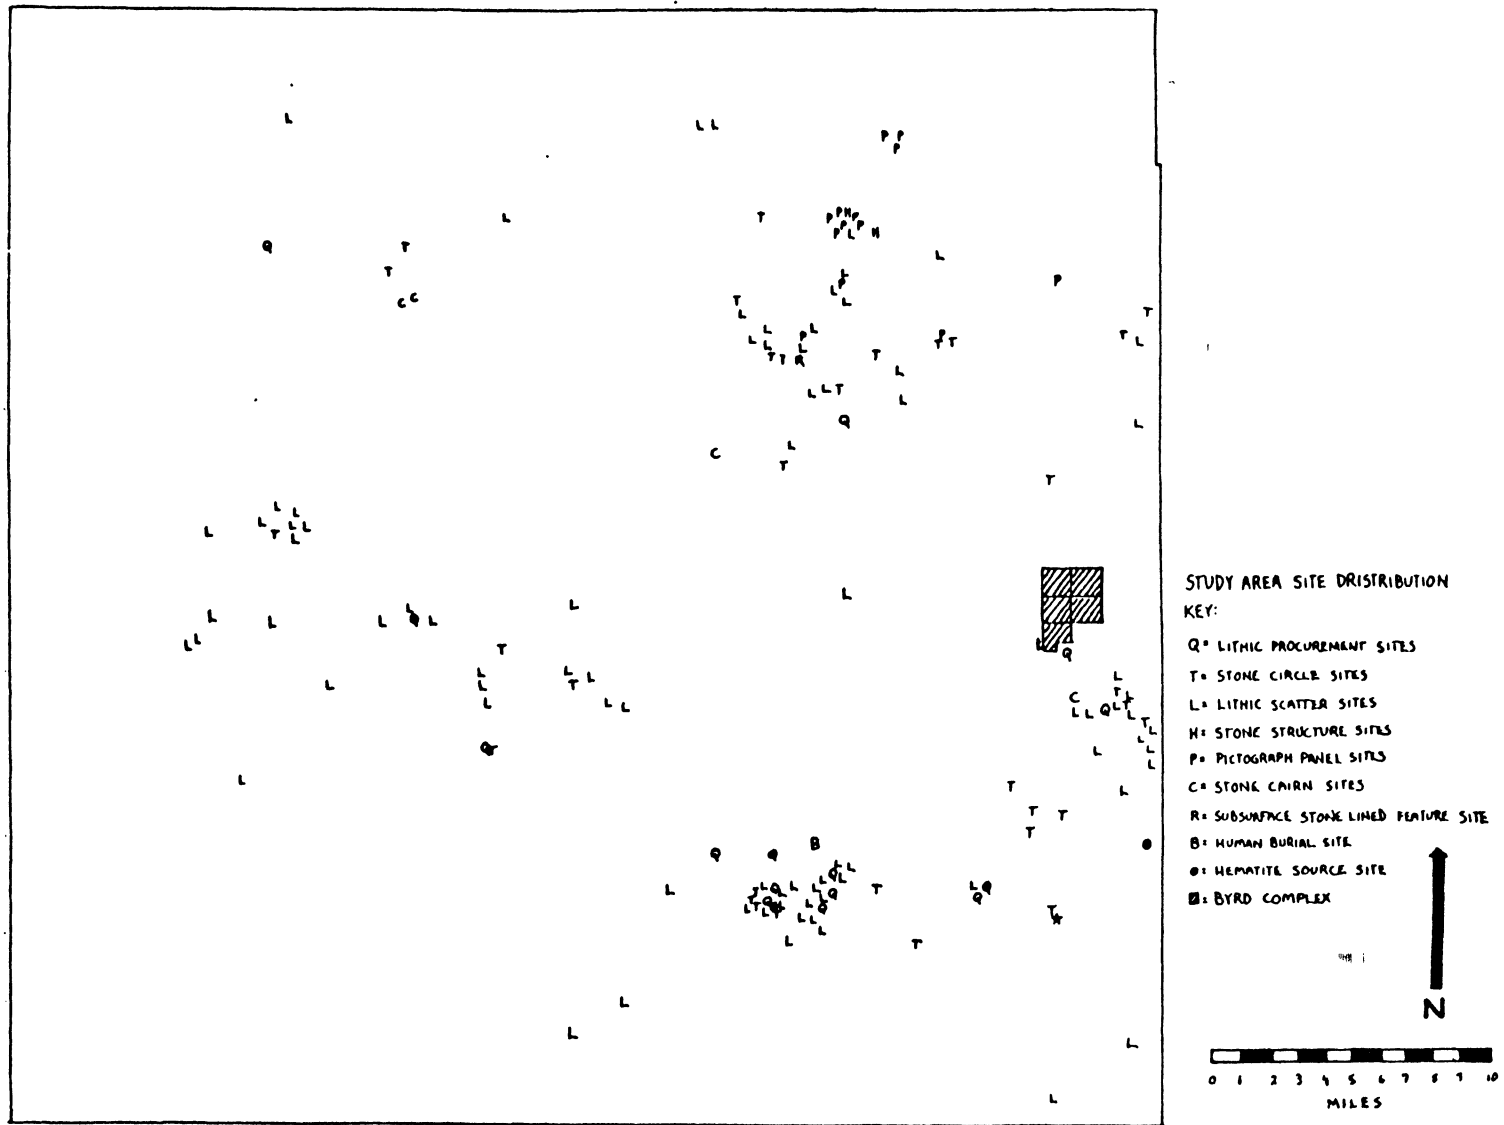 L
L L
P P
P
L
T
P H P
P P P
P L H
Q
T
L
T
P
C C
L
P
L
L
T
L
T
L
L
P
L
L
T T R
T
P
T T
T L
L
L L T
L
Q
L
C
L
T
T
L
L
L
L
L L
T
L
L
L
L L
L
L
L
L
L
L
T
L
L
L
L
L
L
T
L L
Q
L
L Q
L
T
C
L L Q
L
T
L
T
L
L
L
L
L
T
T
T
T
Q
Q
B
L
L
T
L Q
Q
T
T
L
L
L
L
L
STUDY AREA SITE DRISTRIBUTION
KEY:
Q= LITHIC PROCUREMENT SITES
T= STONE CIRCLE SITES
L= LITHIC SCATTER SITES
H= STONE STRUCTURE SITES
P= PICTOGRAPH PANEL SITES
C= STONE CAIRN SITES
R= SUBSURFACE STONE LINED FEATURE SITE
B= HUMAN BURIAL SITE
●= HEMATITE SOURCE SITE
▨= BYRD COMPLEX
N
0 1 2 3 4 5 6 7 8 9 10
MILES